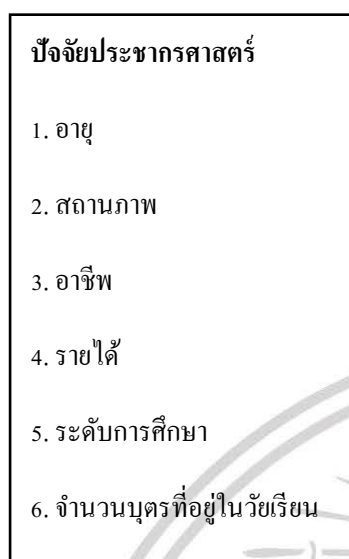 ปัจจัยประชากรศาสตร์
1. อายุ
2. สถานภาพ
3. อาชีพ
4. รายได้
5. ระดับการศึกษา
6. จำนวนบุตรที่อยู่ในวัยเรียน